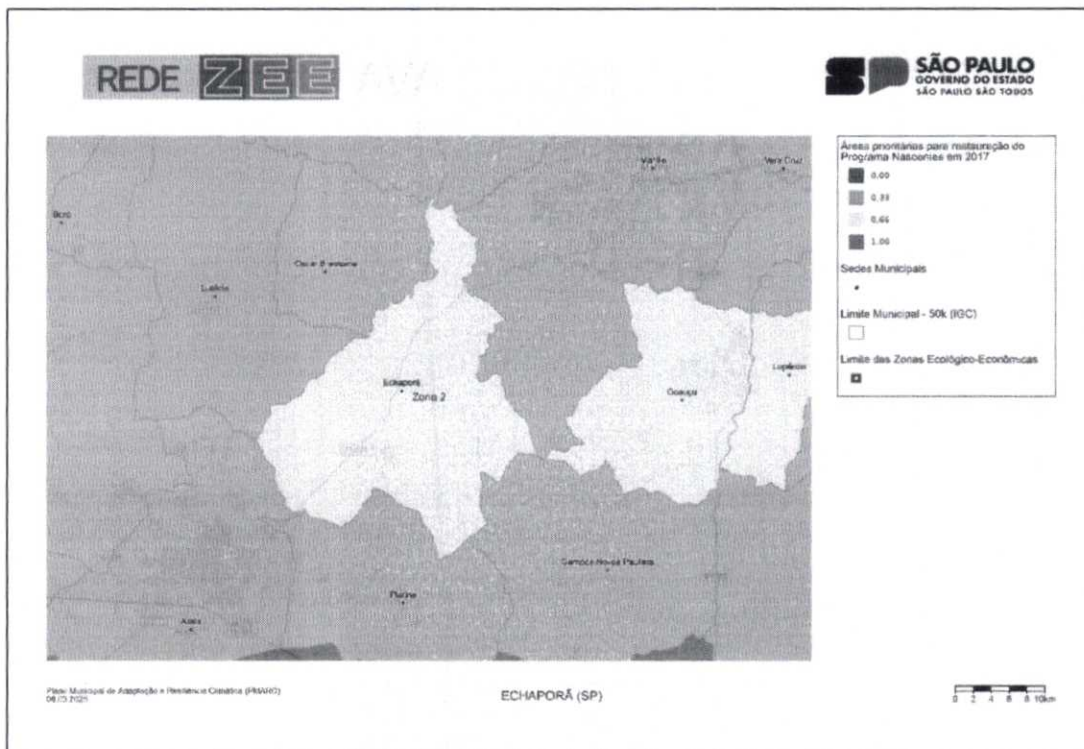 REDE ZEE
SÃO PAULO
GOVERNO DO ESTADO
SÃO PAULO SÃO TODOS
Áreas prioritárias para restauração do
Programa Nascentes em 2017
0,00
0,33
0,66
1,00
Sedes Municipais
Limite Municipal - 50k (IGC)
Limite das Zonas Ecológico-Econômicas
Marília
Vera Cruz
Borá
Oscar Bressane
Lutécia
Echaporã
Zona 2
Ocauçu
Lupércio
Campos Novos Paulista
Platina
Assis
Plano Municipal de Adaptação e Resiliência Climática (PMARC)
ECHAPORÃ (SP)
0 2 4 6 8 10km